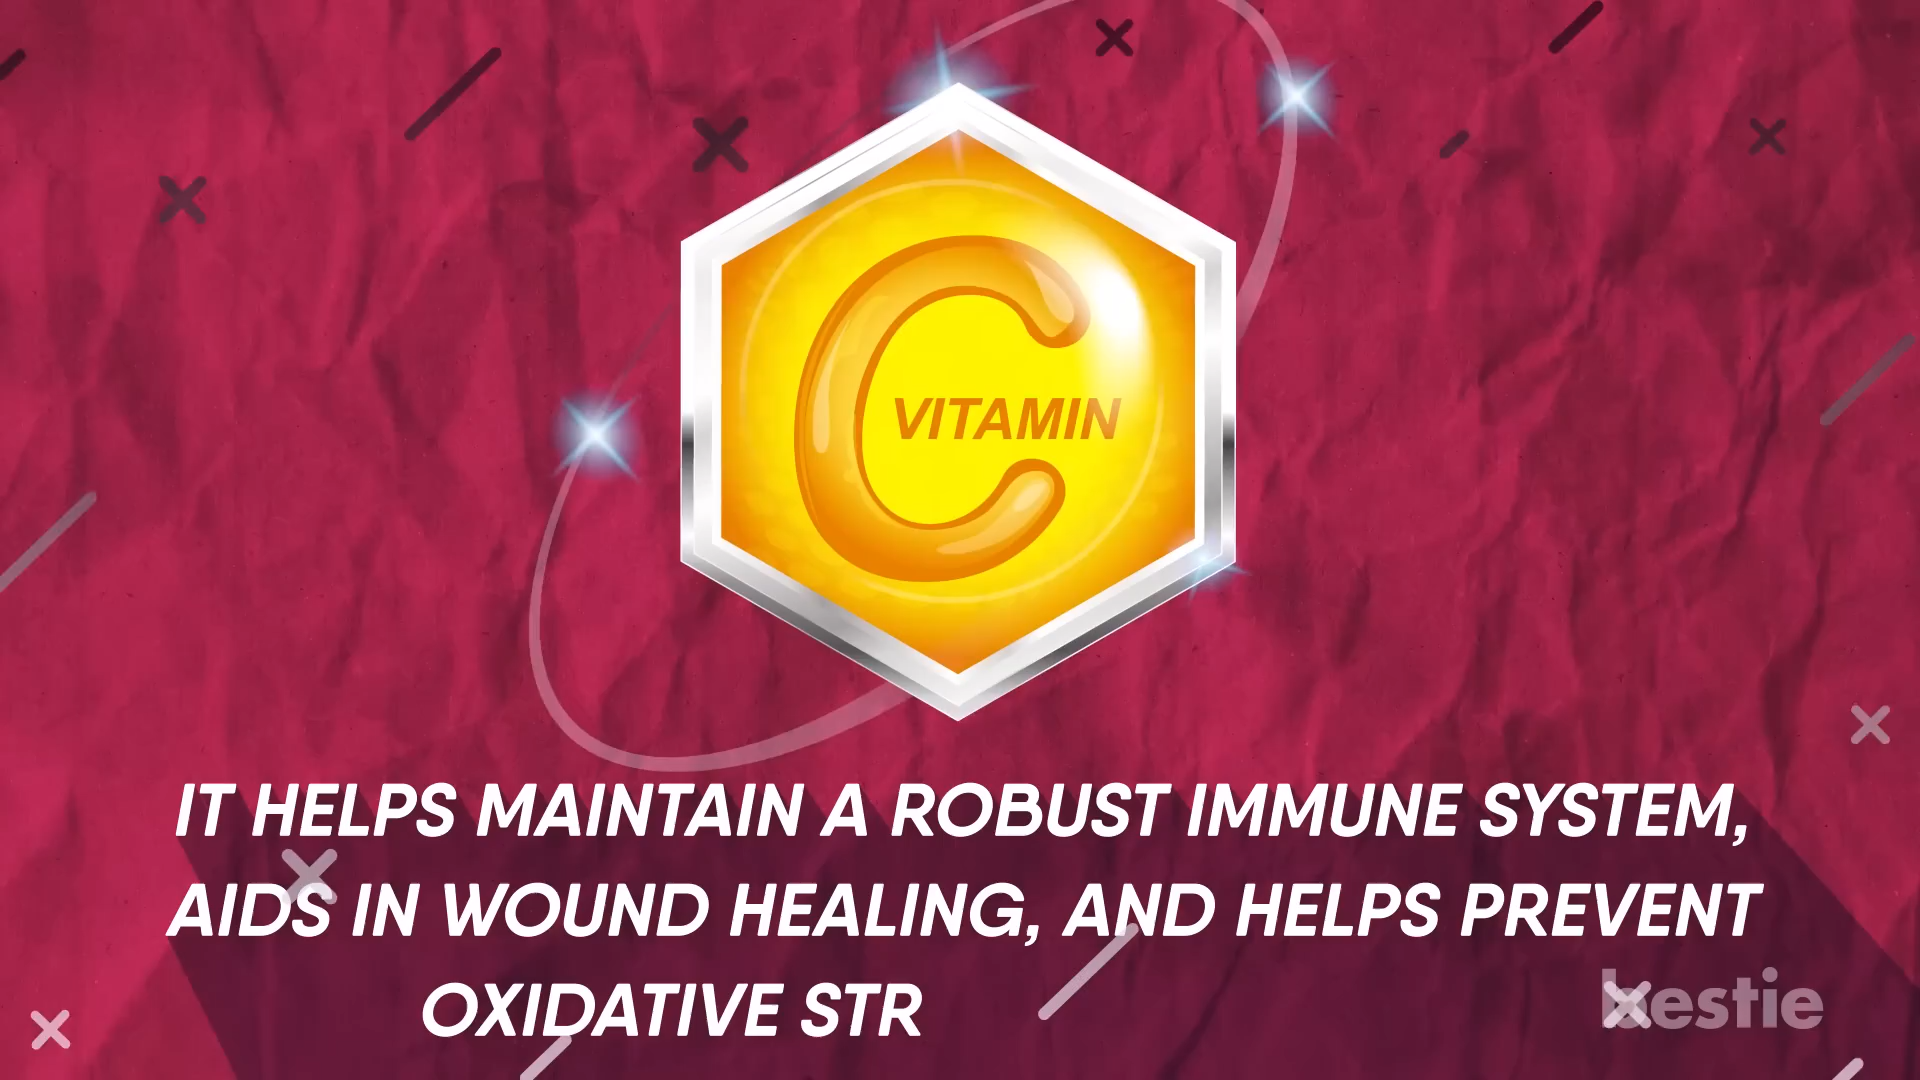 C
VITAMIN
IT HELPS MAINTAIN A ROBUST IMMUNE SYSTEM,
AIDS IN WOUND HEALING, AND HELPS PREVENT
OXIDATIVE STR
bestie